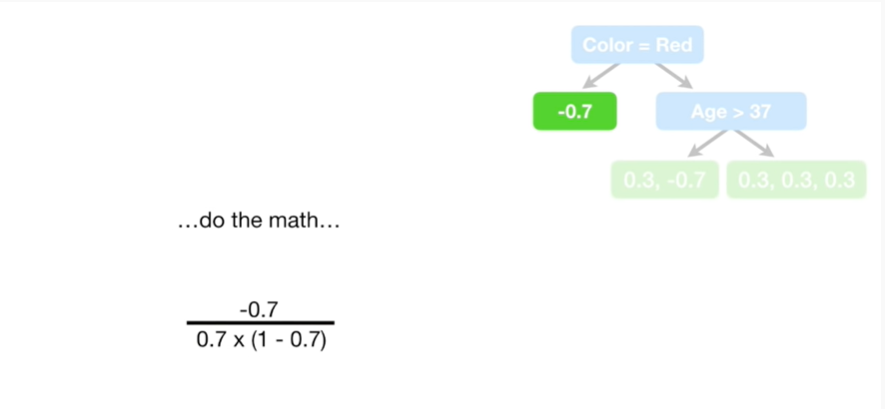 Color = Red
-0.7
Age > 37
0.3, -0.7
0.3, 0.3, 0.3
…do the math…
-0.7
0.7 x (1 - 0.7)